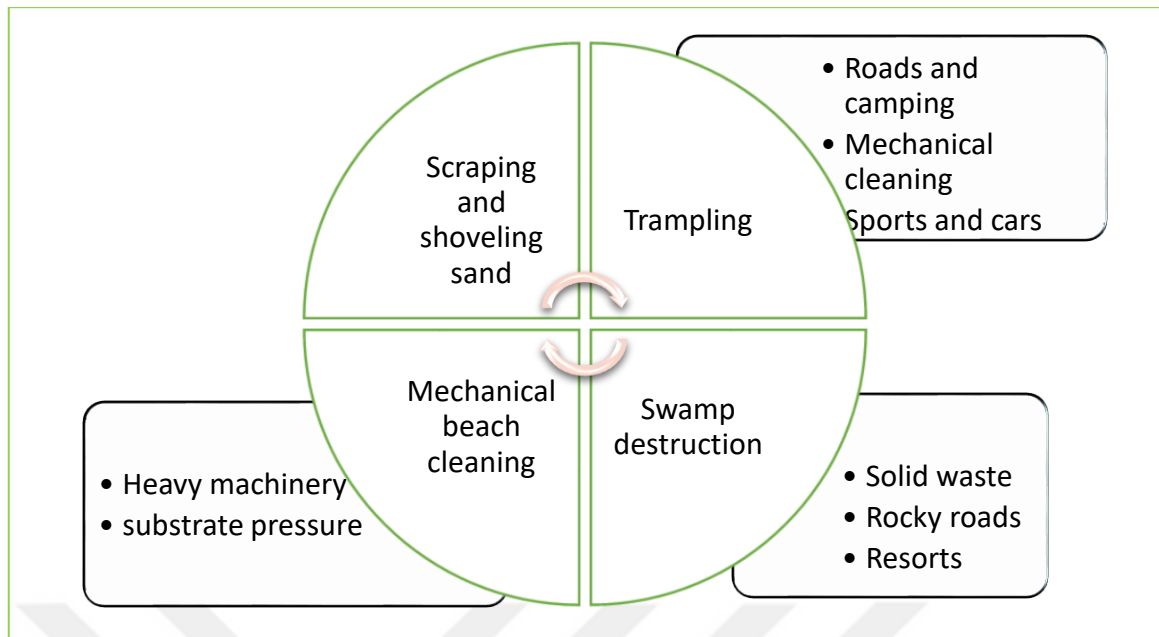 Scraping
and
shoveling
sand
Trampling
• Roads and
camping
• Mechanical
cleaning
• Sports and cars
Mechanical
beach
cleaning
• Heavy machinery
• substrate pressure
Swamp
destruction
• Solid waste
• Rocky roads
• Resorts